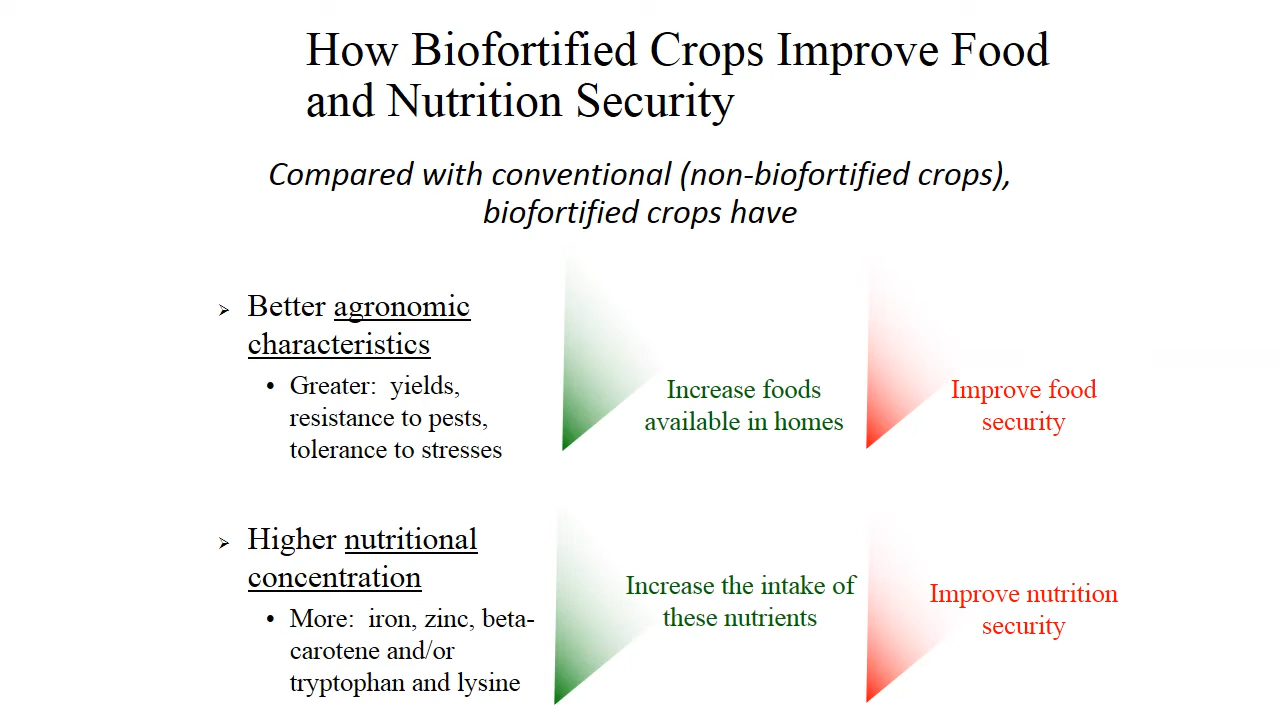 How Biofortified Crops Improve Food
and Nutrition Security
Compared with conventional (non-biofortified crops),
biofortified crops have
➢ Better agronomic
characteristics
• Greater: yields,
resistance to pests,
tolerance to stresses
Increase foods
available in homes
Improve food
security
➢ Higher nutritional
concentration
• More: iron, zinc, beta-
carotene and/or
tryptophan and lysine
Increase the intake of
these nutrients
Improve nutrition
security